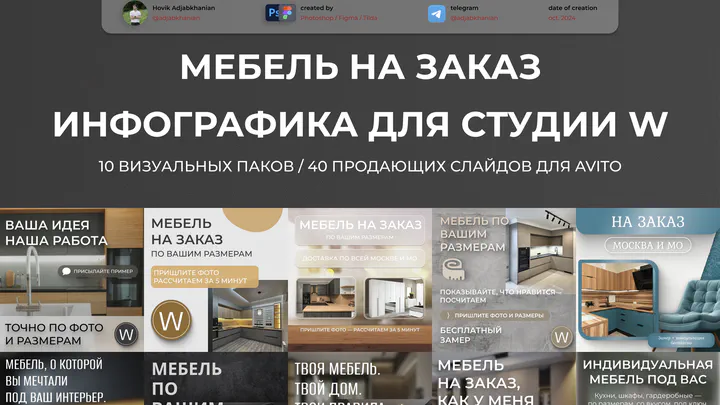 Hovik Adjabkhanian
created by
telegram
date of creation
Photoshop / Figma / Tilda
oct, 2024
Ps
МЕБЕЛЬ НА ЗАКАЗ
ИНФОГРАФИКА ДЛЯ СТУДИИ W
10 ВИЗУАЛЬНЫХ ПАКОВ / 40 ПРОДАЮЩИХ СЛАЙДОВ ДЛЯ AVITO
ВАША ИДЕЯ
НАША РАБОТА
ПРИСЫЛАЙТЕ ПРИМЕР
ТОЧНО ПО ФОТО
И РАЗМЕРАМ
W
МЕБЕЛЬ
НА ЗАКАЗ
ПО ВАШИМ РАЗМЕРАМ
ПРИШЛИТЕ ФОТО
РАССЧИТАЕМ ЗА 5 МИНУТ
W
МЕБЕЛЬ НА ЗАКАЗ
ПО ВАШИМ РАЗМЕРАМ
ДОСТАВКА ПО ВСЕЙ МОСКВЕ И МО
ПРИШЛИТЕ ФОТО — РАССЧИТАЕМ ЗА 5 МИНУТ
МЕБЕЛЬ ПО
ВАШИМ
РАЗМЕРАМ
ПОКАЗЫВАЙТЕ, ЧТО НРАВИТСЯ —
ПОСЧИТАЕМ
ПРИШЛИТЕ ФОТО И РАЗМЕРЫ
БЕСПЛАТНЫЙ
ЗАМЕР
W
НА ЗАКАЗ
МОСКВА И МО
МЕБЕЛЬ, О КОТОРОЙ
ВЫ МЕЧТАЛИ
ПОД ВАШ ИНТЕРЬЕР.
МЕБЕЛЬ
ПО
ВАШИМ
ТВОЯ МЕБЕЛЬ.
ТВОЙ ДОМ.
ТВОИ ПРАВИЛА
МЕБЕЛЬ
НА ЗАКАЗ,
КАК У МЕНЯ
ИНДИВИДУАЛЬНАЯ
МЕБЕЛЬ ПОД ВАС
Кухни, шкафы, гардеробные —
по размерам, со вкусом, под ключ